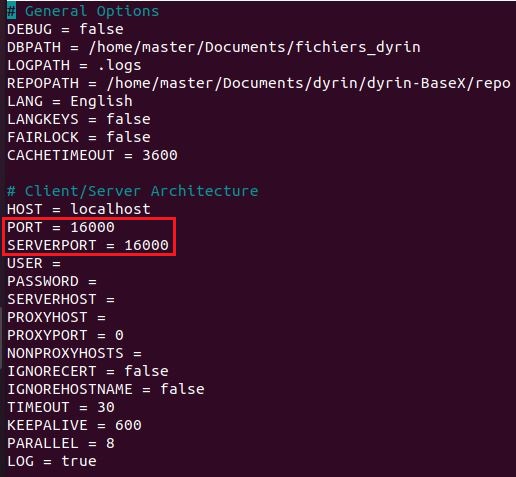 # General Options
DEBUG = false
DBPATH = /home/master/Documents/fichiers_dyrin
LOGPATH = .logs
REPOPATH = /home/master/Documents/dyrin/dyrin-BaseX/repo
LANG = English
LANGKEYS = false
FAIRLOCK = false
CACHETIMEOUT = 3600
# Client/Server Architecture
HOST = localhost
PORT = 16000
SERVERPORT = 16000
USER =
PASSWORD =
SERVERHOST =
PROXYHOST =
PROXYPORT = 0
NONPROXYHOSTS =
IGNORECERT = false
IGNOREHOSTNAME = false
TIMEOUT = 30
KEEPALIVE = 600
PARALLEL = 8
LOG = true